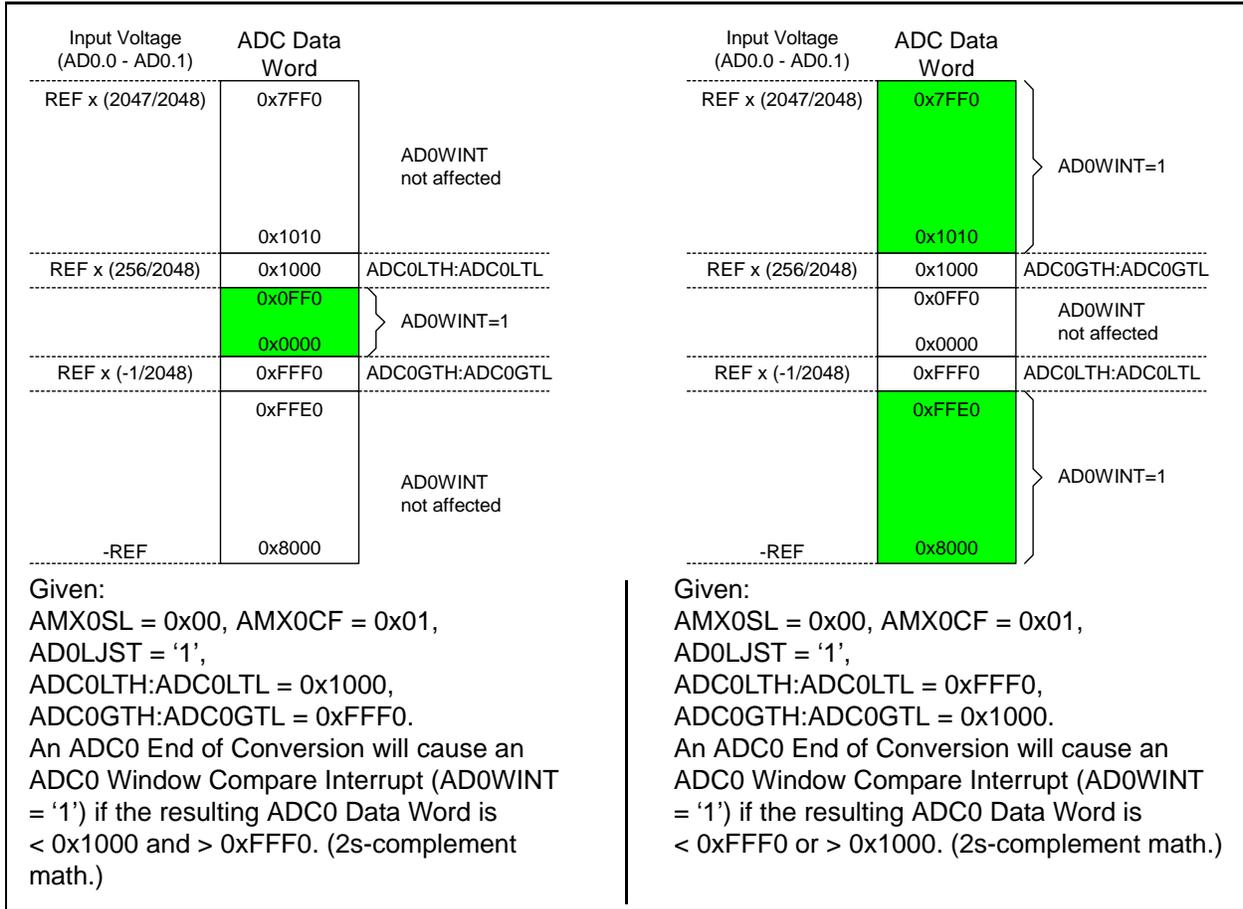 Input Voltage
(AD0.0 - AD0.1)
ADC Data
Word
REF x (2047/2048)
0x7FF0
AD0WINT
not affected
0x1010
REF x (256/2048)
0x1000
ADC0LTH:ADC0LTL
0x0FF0
AD0WINT=1
0x0000
REF x (-1/2048)
0xFFF0
ADC0GTH:ADC0GTL
0xFFE0
AD0WINT
not affected
-REF
0x8000
Given:
AMX0SL = 0x00, AMX0CF = 0x01,
AD0LJST = ‘1’,
ADC0LTH:ADC0LTL = 0x1000,
ADC0GTH:ADC0GTL = 0xFFF0.
An ADC0 End of Conversion will cause an
ADC0 Window Compare Interrupt (AD0WINT
= ‘1’) if the resulting ADC0 Data Word is
< 0x1000 and > 0xFFF0. (2s-complement
math.)
Input Voltage
(AD0.0 - AD0.1)
ADC Data
Word
REF x (2047/2048)
0x7FF0
AD0WINT=1
0x1010
REF x (256/2048)
0x1000
ADC0GTH:ADC0GTL
0x0FF0
AD0WINT
not affected
0x0000
REF x (-1/2048)
0xFFF0
ADC0LTH:ADC0LTL
0xFFE0
AD0WINT=1
-REF
0x8000
Given:
AMX0SL = 0x00, AMX0CF = 0x01,
AD0LJST = ‘1’,
ADC0LTH:ADC0LTL = 0xFFF0,
ADC0GTH:ADC0GTL = 0x1000.
An ADC0 End of Conversion will cause an
ADC0 Window Compare Interrupt (AD0WINT
= ‘1’) if the resulting ADC0 Data Word is
< 0xFFF0 or > 0x1000. (2s-complement math.)